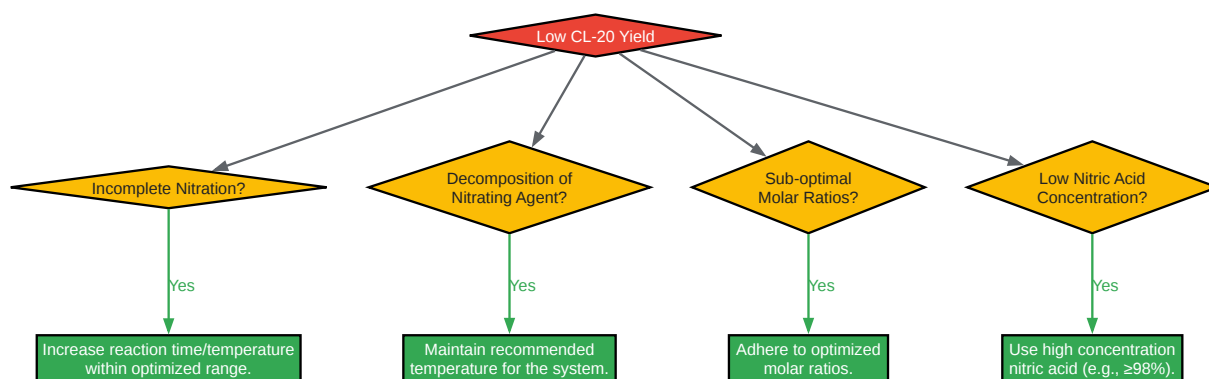 Low CL-20 Yield
Incomplete Nitration?
Decomposition of
Nitrating Agent?
Sub-optimal
Molar Ratios?
Low Nitric Acid
Concentration?
Yes
Yes
Yes
Yes
Increase reaction time/temperature
within optimized range.
Maintain recommended
temperature for the system.
Adhere to optimized
molar ratios.
Use high concentration
nitric acid (e.g., ≥98%).